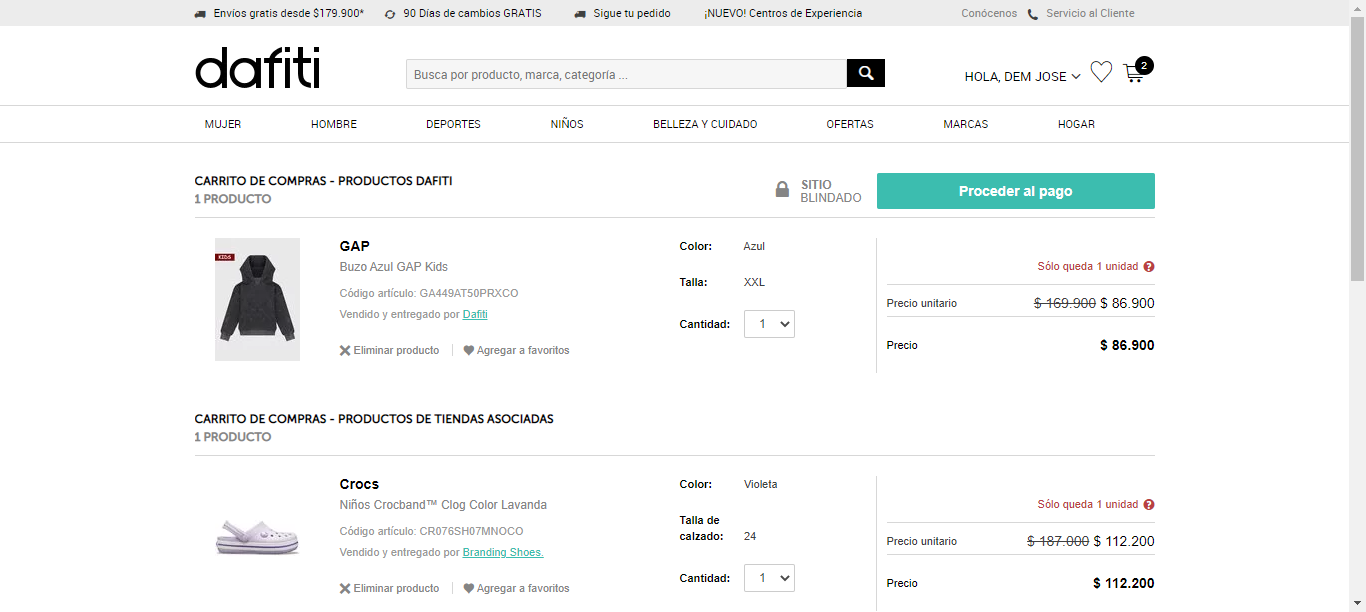 Envíos gratis desde $179.900* 90 Días de cambios GRATIS Sigue tu pedido ¡NUEVO! Centros de Experiencia Conócenos Servicio al Cliente
dafiti
Busca por producto, marca, categoría ...
HOLA, DEM JOSE
2
MUJER HOMBRE DEPORTES NIÑOS BELLEZA Y CUIDADO OFERTAS MARCAS HOGAR
CARRITO DE COMPRAS - PRODUCTOS DAFITI
1 PRODUCTO
SITIO
BLINDADO
Proceder al pago
KIDS
GAP
Buzo Azul GAP Kids
Código artículo: GA449AT50PRXCO
Vendido y entregado por Dafiti
Eliminar producto Agregar a favoritos
Color: Azul
Talla: XXL
Cantidad: 1
Sólo queda 1 unidad ?
Precio unitario $ 169.900 $ 86.900
Precio $ 86.900
CARRITO DE COMPRAS - PRODUCTOS DE TIENDAS ASOCIADAS
1 PRODUCTO
Crocs
Niños Crocband™ Clog Color Lavanda
Código artículo: CR076SH07MNOCO
Vendido y entregado por Branding Shoes.
Eliminar producto Agregar a favoritos
Color: Violeta
Talla de
calzado: 24
Cantidad: 1
Sólo queda 1 unidad ?
Precio unitario $ 187.000 $ 112.200
Precio $ 112.200